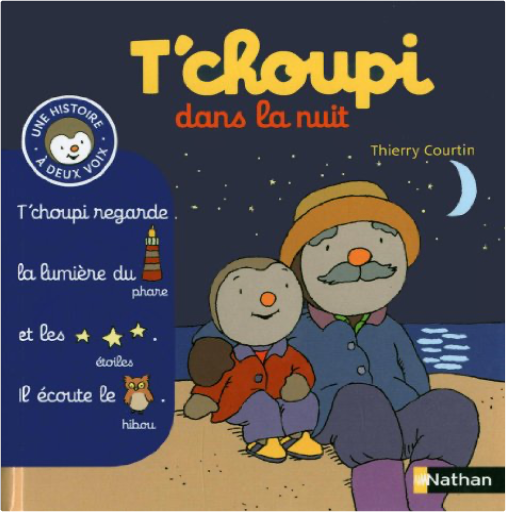 T'choupi
dans la nuit
Thierry Courtin
UNE HISTOIRE
À DEUX VOIX
T'choupi regarde
la lumière du
phare
et les .
étoiles
Il écoute le .
hibou
Nathan